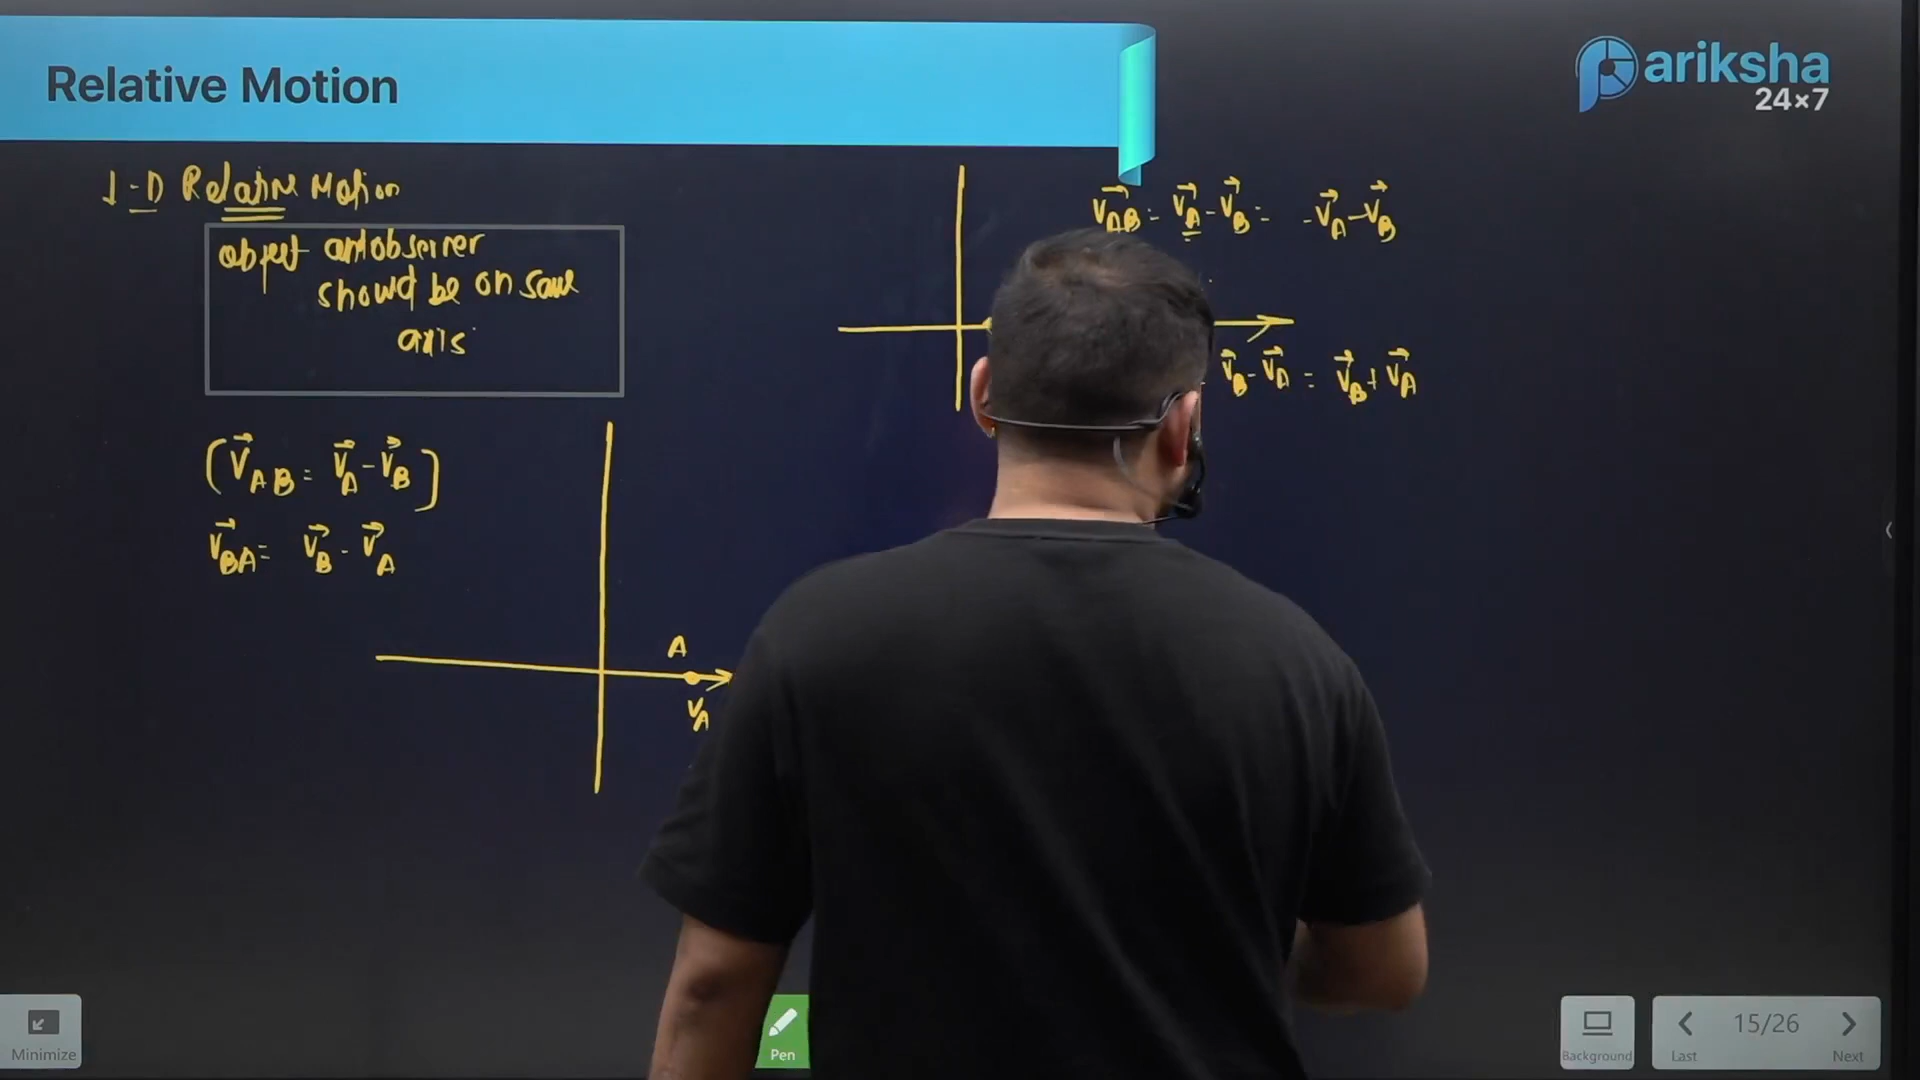 Relative Motion
Pariksha
24×7
1-D Relative Motion
object and observer
should be on same
axis
(V⃗AB = V⃗A - V⃗B)
V⃗BA = V⃗B - V⃗A
A
VA
V⃗AB = V⃗A - V⃗B = -V⃗A - V⃗B
V⃗B - V⃗A = V⃗B + V⃗A
Minimize
Pen
Background
15/26
Last
Next